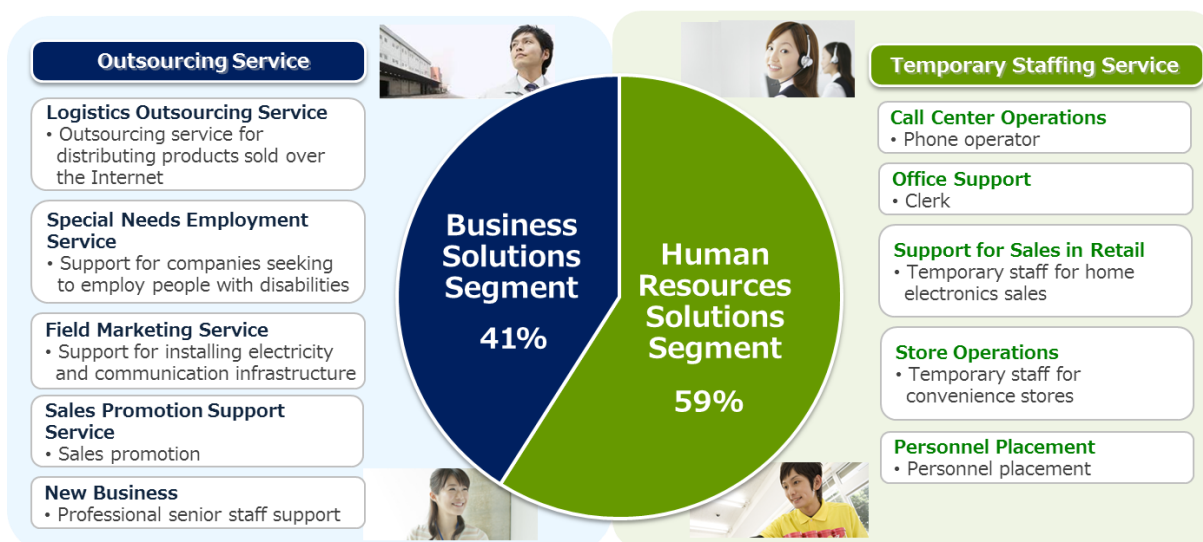 Outsourcing Service
Logistics Outsourcing Service
• Outsourcing service for
distributing products sold over
the Internet
Special Needs Employment
Service
• Support for companies seeking
to employ people with disabilities
Field Marketing Service
• Support for installing electricity
and communication infrastructure
Sales Promotion Support
Service
• Sales promotion
New Business
• Professional senior staff support
Business
Solutions
Segment
41%
Human
Resources
Solutions
Segment
59%
Temporary Staffing Service
Call Center Operations
• Phone operator
Office Support
• Clerk
Support for Sales in Retail
• Temporary staff for home
electronics sales
Store Operations
• Temporary staff for
convenience stores
Personnel Placement
• Personnel placement